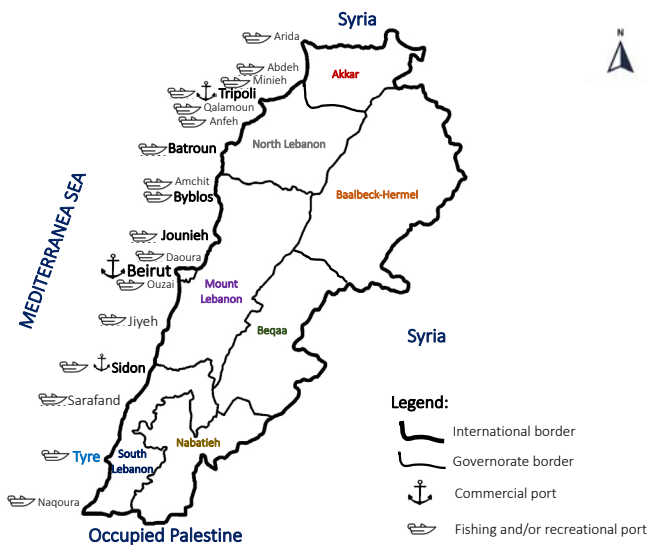 Syria
N
Arida
Abdeh
Minieh
Akkar
Tripoli
Qalamoun
Anfeh
Batroun
North Lebanon
Amchit
Byblos
Baalbeck-Hermel
MEDITERRANEA SEA
Jounieh
Daoura
Beirut
Ouzai
Mount
Lebanon
Jiyeh
Beqaa
Syria
Sidon
Sarafand
Legend:
International border
Nabatieh
South
Lebanon
Tyre
Governorate border
Commercial port
Naqoura
Fishing and/or recreational port
Occupied Palestine